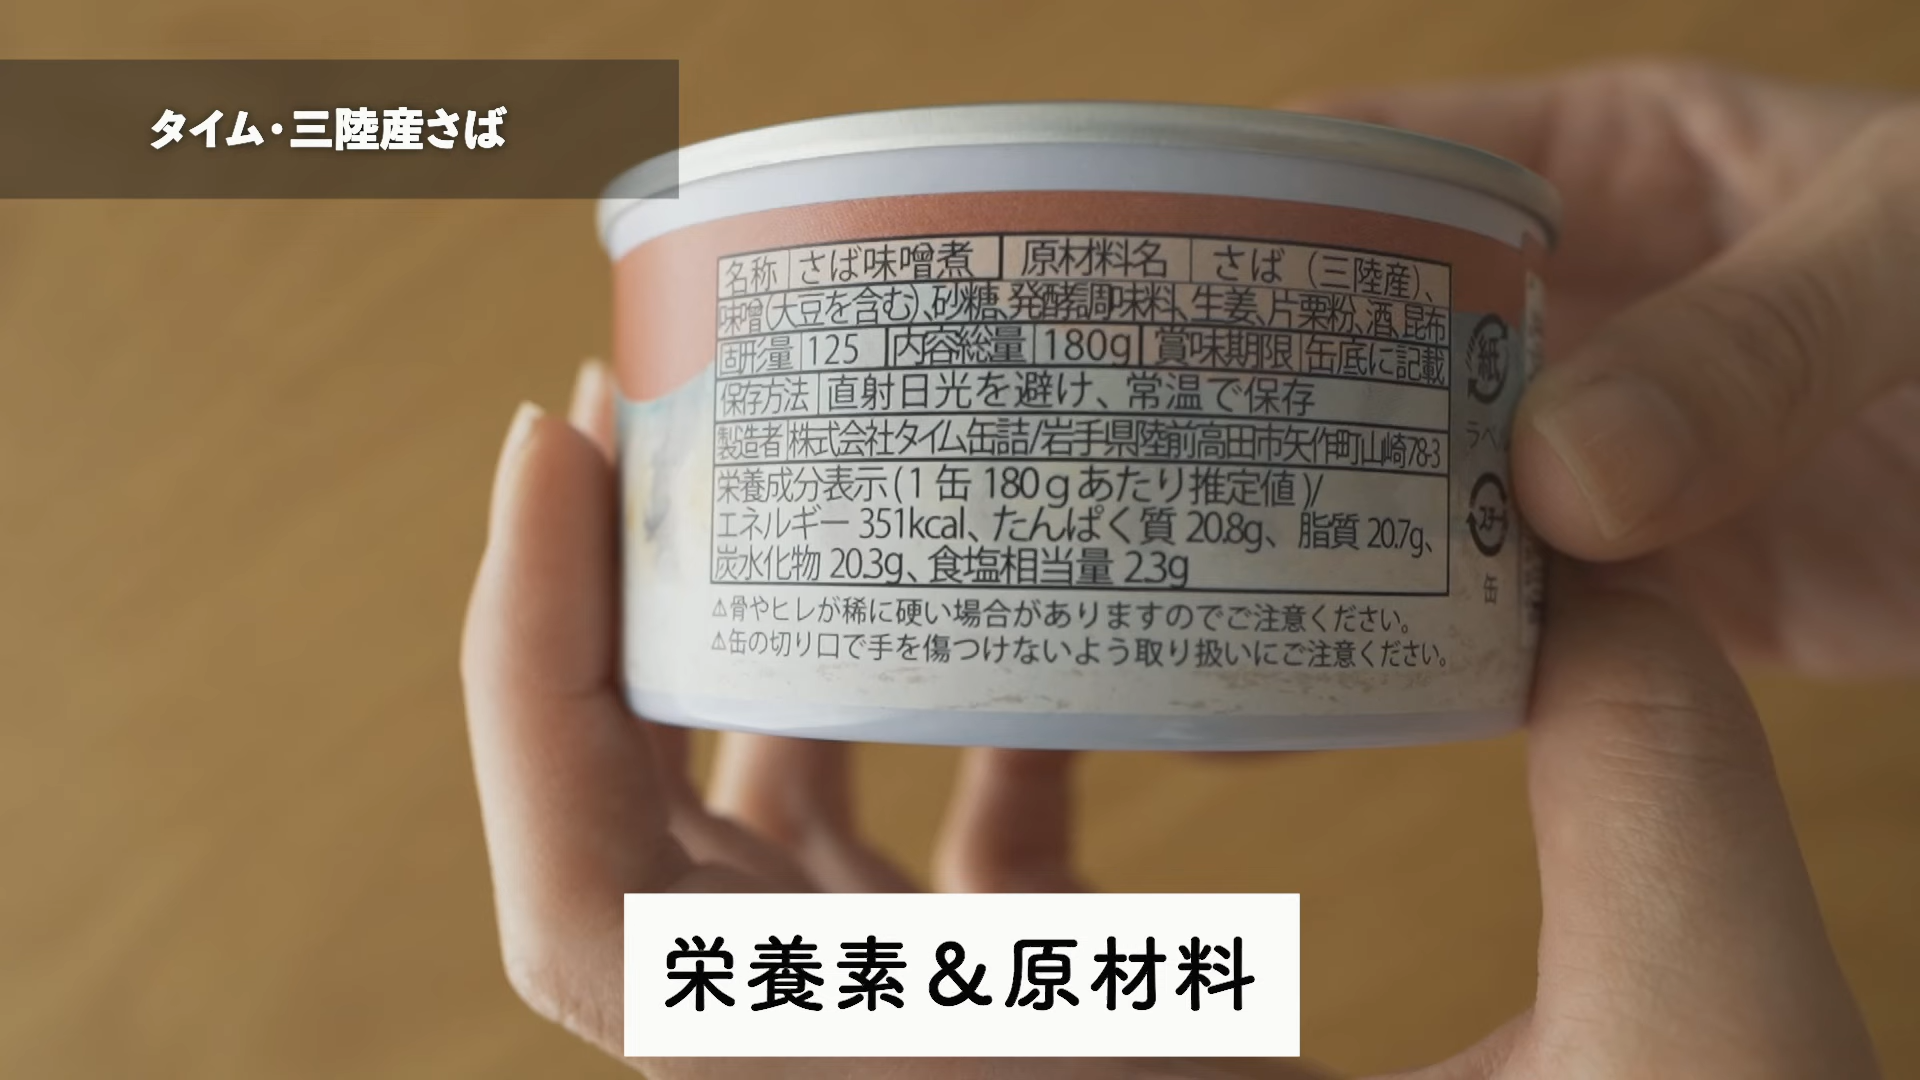 タイム・三陸産さば
名称 さば味噌煮 原材料名 さば（三陸産）、
味噌(大豆を含む)、砂糖、発酵調味料、生姜、片栗粉、酒、昆布
固形量 125 内容総量 180g 賞味期限 缶底に記載
保存方法 直射日光を避け、常温で保存
製造者 株式会社タイム缶詰/岩手県陸前高田市矢作町山崎78-3
栄養成分表示(1缶180gあたり推定値)/
エネルギー 351kcal、たんぱく質 20.8g、脂質 20.7g、
炭水化物 20.3g、食塩相当量 2.3g
⚠骨やヒレが稀に硬い場合がありますのでご注意ください。
⚠缶の切り口で手を傷つけないよう取り扱いにご注意ください。
紙
ラベル
スチール
缶
栄養素&原材料